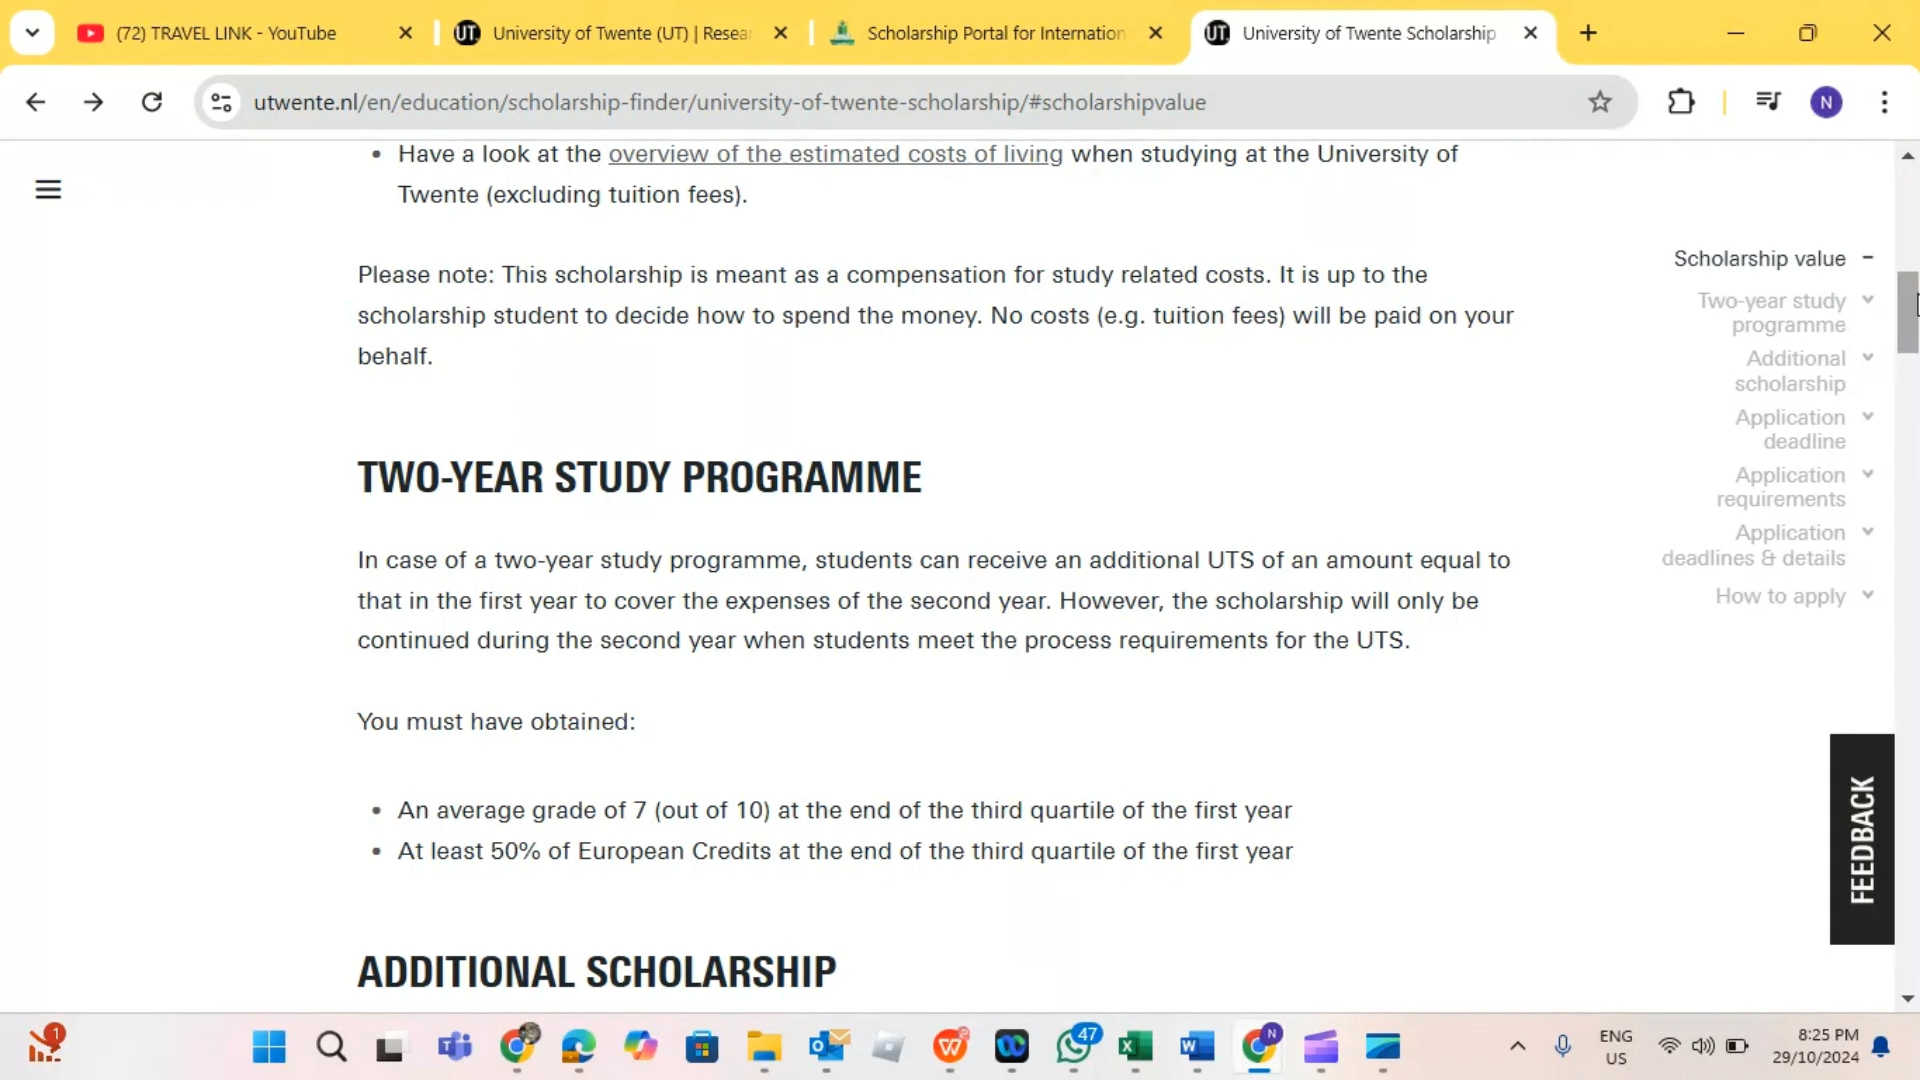 (72) TRAVEL LINK - YouTube
University of Twente (UT) | Resea
Scholarship Portal for Internation
University of Twente Scholarship
utwente.nl/en/education/scholarship-finder/university-of-twente-scholarship/#scholarshipvalue
N
• Have a look at the overview of the estimated costs of living when studying at the University of
Twente (excluding tuition fees).
Please note: This scholarship is meant as a compensation for study related costs. It is up to the
scholarship student to decide how to spend the money. No costs (e.g. tuition fees) will be paid on your
behalf.
TWO-YEAR STUDY PROGRAMME
In case of a two-year study programme, students can receive an additional UTS of an amount equal to
that in the first year to cover the expenses of the second year. However, the scholarship will only be
continued during the second year when students meet the process requirements for the UTS.
You must have obtained:
• An average grade of 7 (out of 10) at the end of the third quartile of the first year
• At least 50% of European Credits at the end of the third quartile of the first year
ADDITIONAL SCHOLARSHIP
Scholarship value
Two-year study
programme
Additional
scholarship
Application
deadline
Application
requirements
Application
deadlines & details
How to apply
FEEDBACK
1
47
N
ENG
US
8:25 PM
29/10/2024